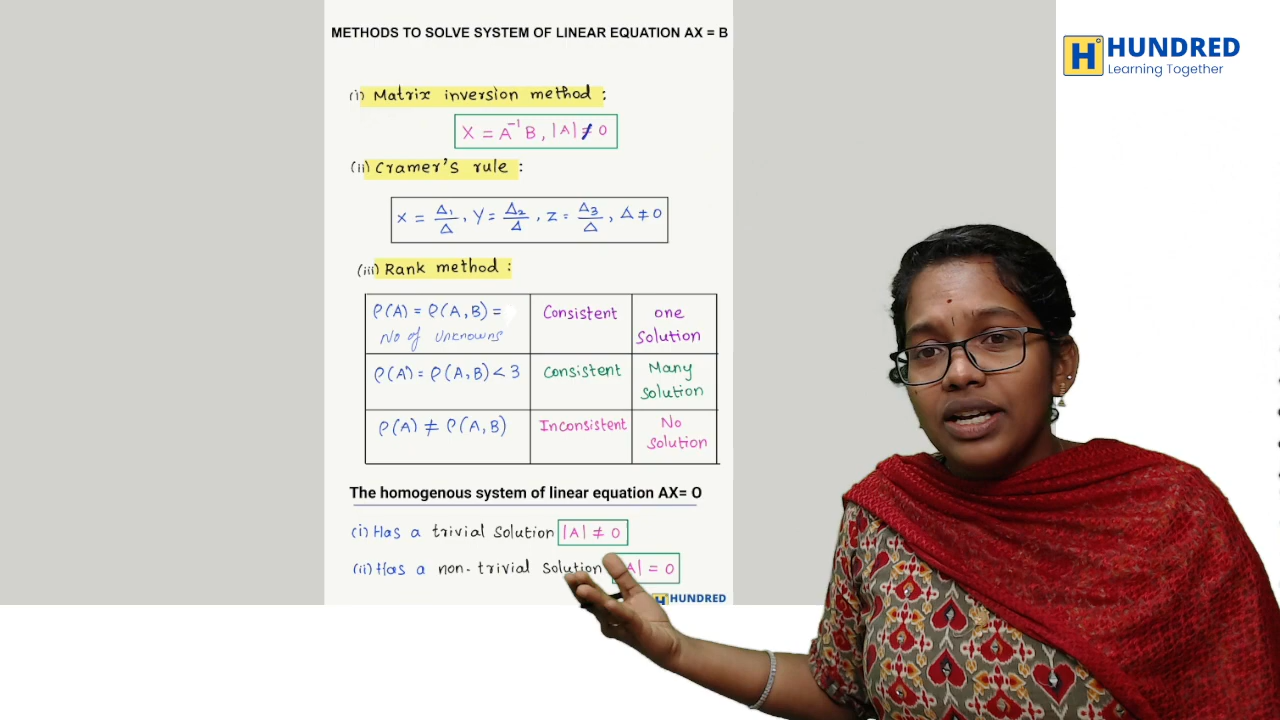 METHODS TO SOLVE SYSTEM OF LINEAR EQUATION AX = B
HUNDRED
Learning Together
(i) Matrix inversion method :
X = A⁻¹ B, |A| ≠ 0
(ii) Cramer's rule :
x = Δ₁/Δ, Y = Δ₂/Δ, z = Δ₃/Δ, Δ ≠ 0
(iii) Rank method :
ρ(A) = ρ(A,B) = No of Unknowns
Consistent
one solution
ρ(A) = ρ(A,B) < 3
Consistent
Many solution
ρ(A) ≠ ρ(A,B)
Inconsistent
No solution
The homogenous system of linear equation AX= O
(i) Has a trivial Solution |A| ≠ 0
(ii) Has a non-trivial Solution A| = 0
HUNDRED